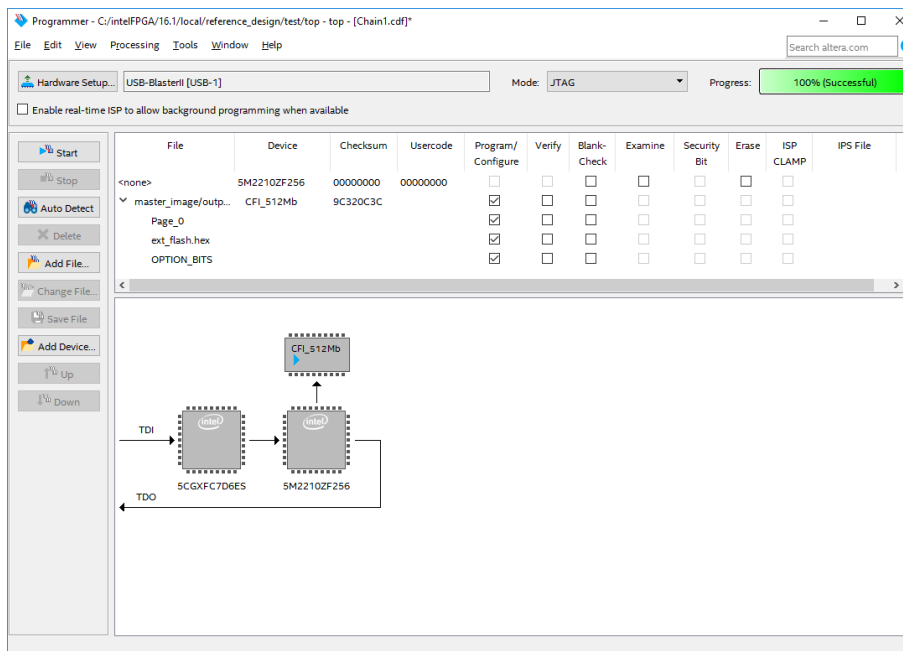 Programmer - C:/intelFPGA/16.1/local/reference_design/test/top - top - [Chain1.cdf]*
File Edit View Processing Tools Window Help
Search altera.com
Hardware Setup... USB-BlasterII [USB-1] Mode: JTAG Progress: 100% (Successful)
Enable real-time ISP to allow background programming when available
Start
Stop
Auto Detect
Delete
Add File...
Change File...
Save File
Add Device...
Up
Down
File Device Checksum Usercode Program/ Configure Verify Blank- Check Examine Security Bit Erase ISP CLAMP IPS File
<none> 5M2210ZF256 00000000 00000000
master_image/outp... CFI_512Mb 9C320C3C
Page_0
ext_flash.hex
OPTION_BITS
CFI_512Mb
intel intel
TDI
5CGXFC7D6ES 5M2210ZF256
TDO